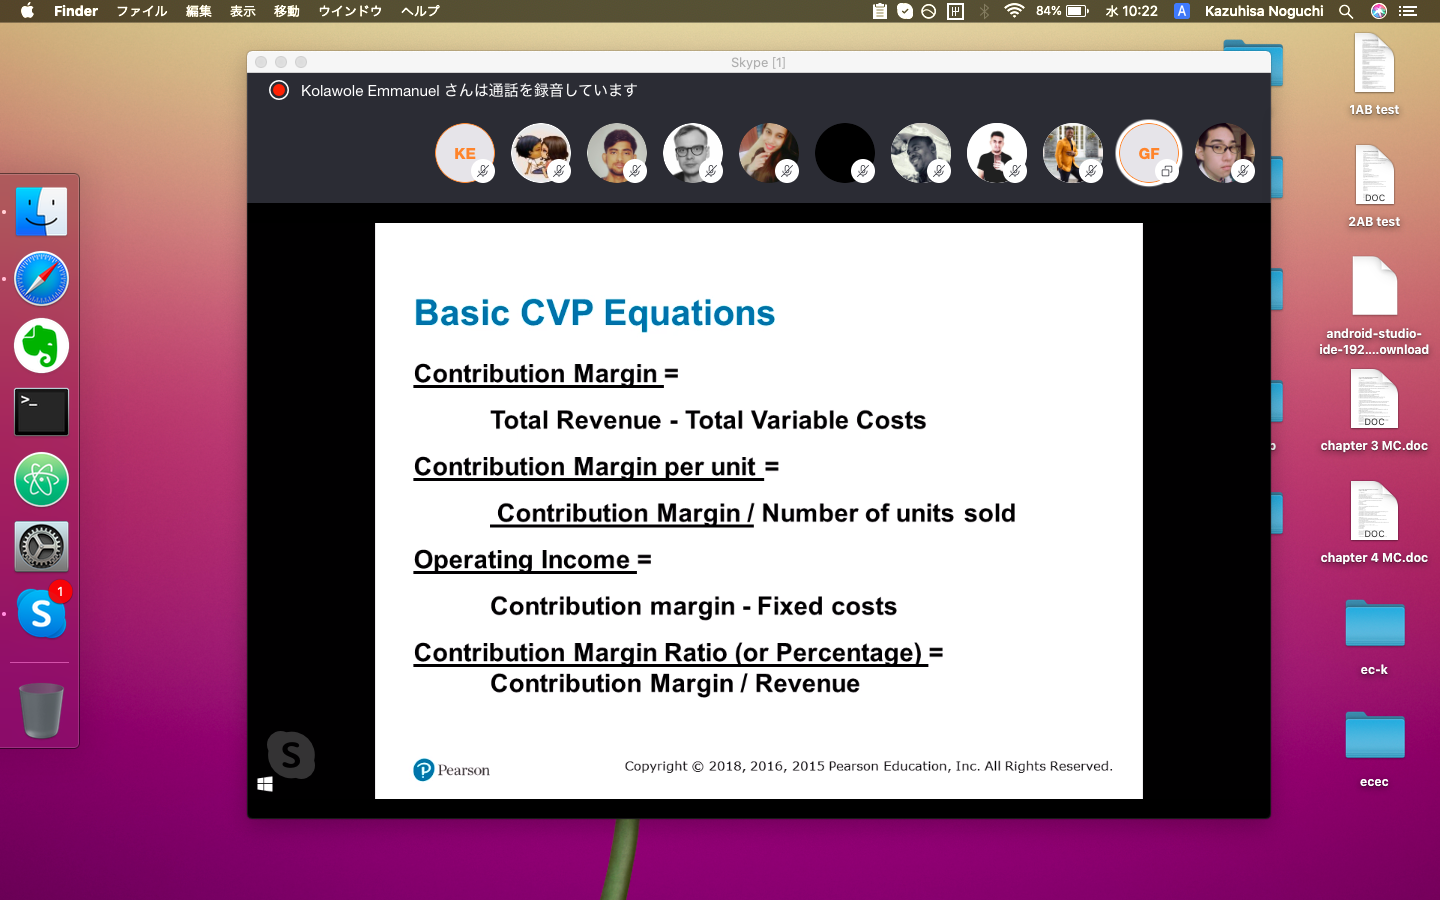 Finder ファイル 編集 表示 移動 ウインドウ ヘルプ 84% 水 10:22 A Kazuhisa Noguchi
Skype [1]
Kolawole Emmanuel さんは通話を録音しています
KE GF
Basic CVP Equations
Contribution Margin =
Total Revenue - Total Variable Costs
Contribution Margin per unit =
Contribution Margin / Number of units sold
Operating Income =
Contribution margin - Fixed costs
Contribution Margin Ratio (or Percentage) =
Contribution Margin / Revenue
Pearson
Copyright © 2018, 2016, 2015 Pearson Education, Inc. All Rights Reserved.
S
>_
S
1
1AB test
DOC
2AB test
android-studio-
ide-192....ownload
DOC
chapter 3 MC.doc
DOC
chapter 4 MC.doc
ec-k
ecec